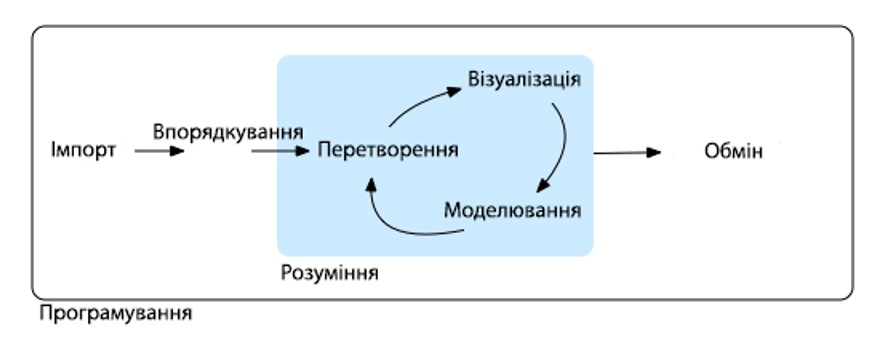 Імпорт
Впорядкування
Перетворення
Візуалізація
Моделювання
Розуміння
Обмін
Програмування